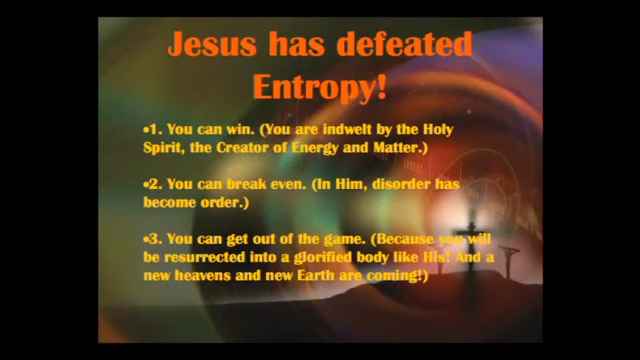 Jesus has defeated
Entropy!
•1. You can win. (You are indwelt by the Holy
Spirit, the Creator of Energy and Matter.)
•2. You can break even. (In Him, disorder has
become order.)
•3. You can get out of the game. (Because you will
be resurrected into a glorified body like His! And a
new heavens and new Earth are coming!)